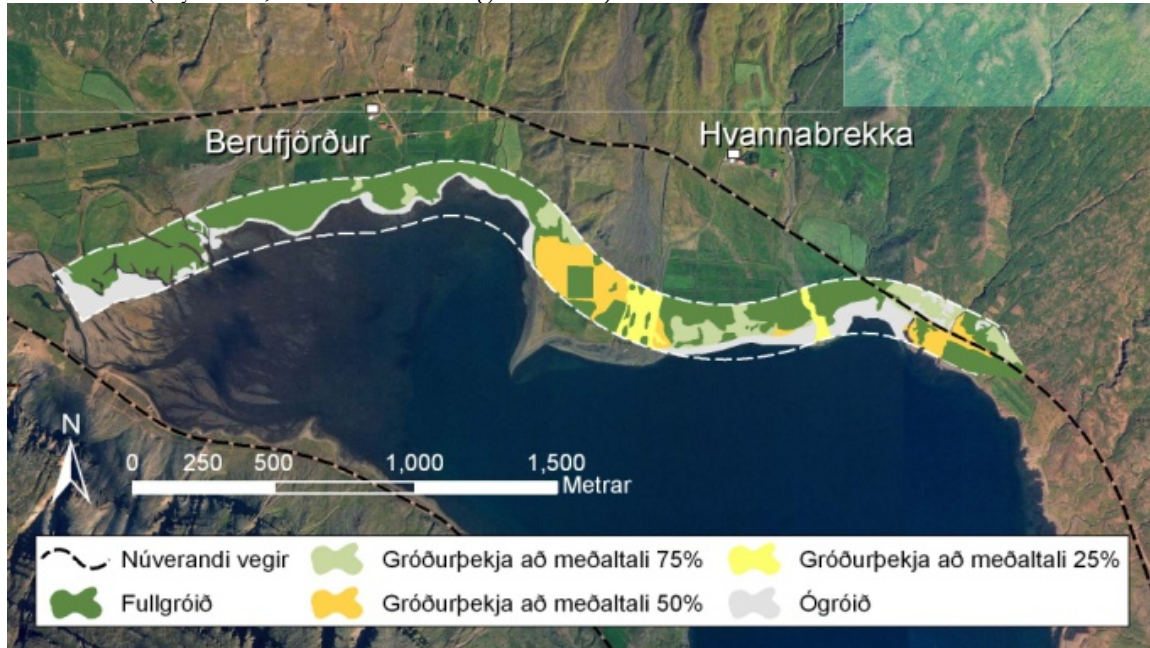 Berufjörður
Hvannabrekka
N
0 250 500 1,000 1,500
Metrar
Núverandi vegir
Gróðurþekja að meðaltali 75%
Gróðurþekja að meðaltali 25%
Fullgróið
Gróðurþekja að meðaltali 50%
Ógróið